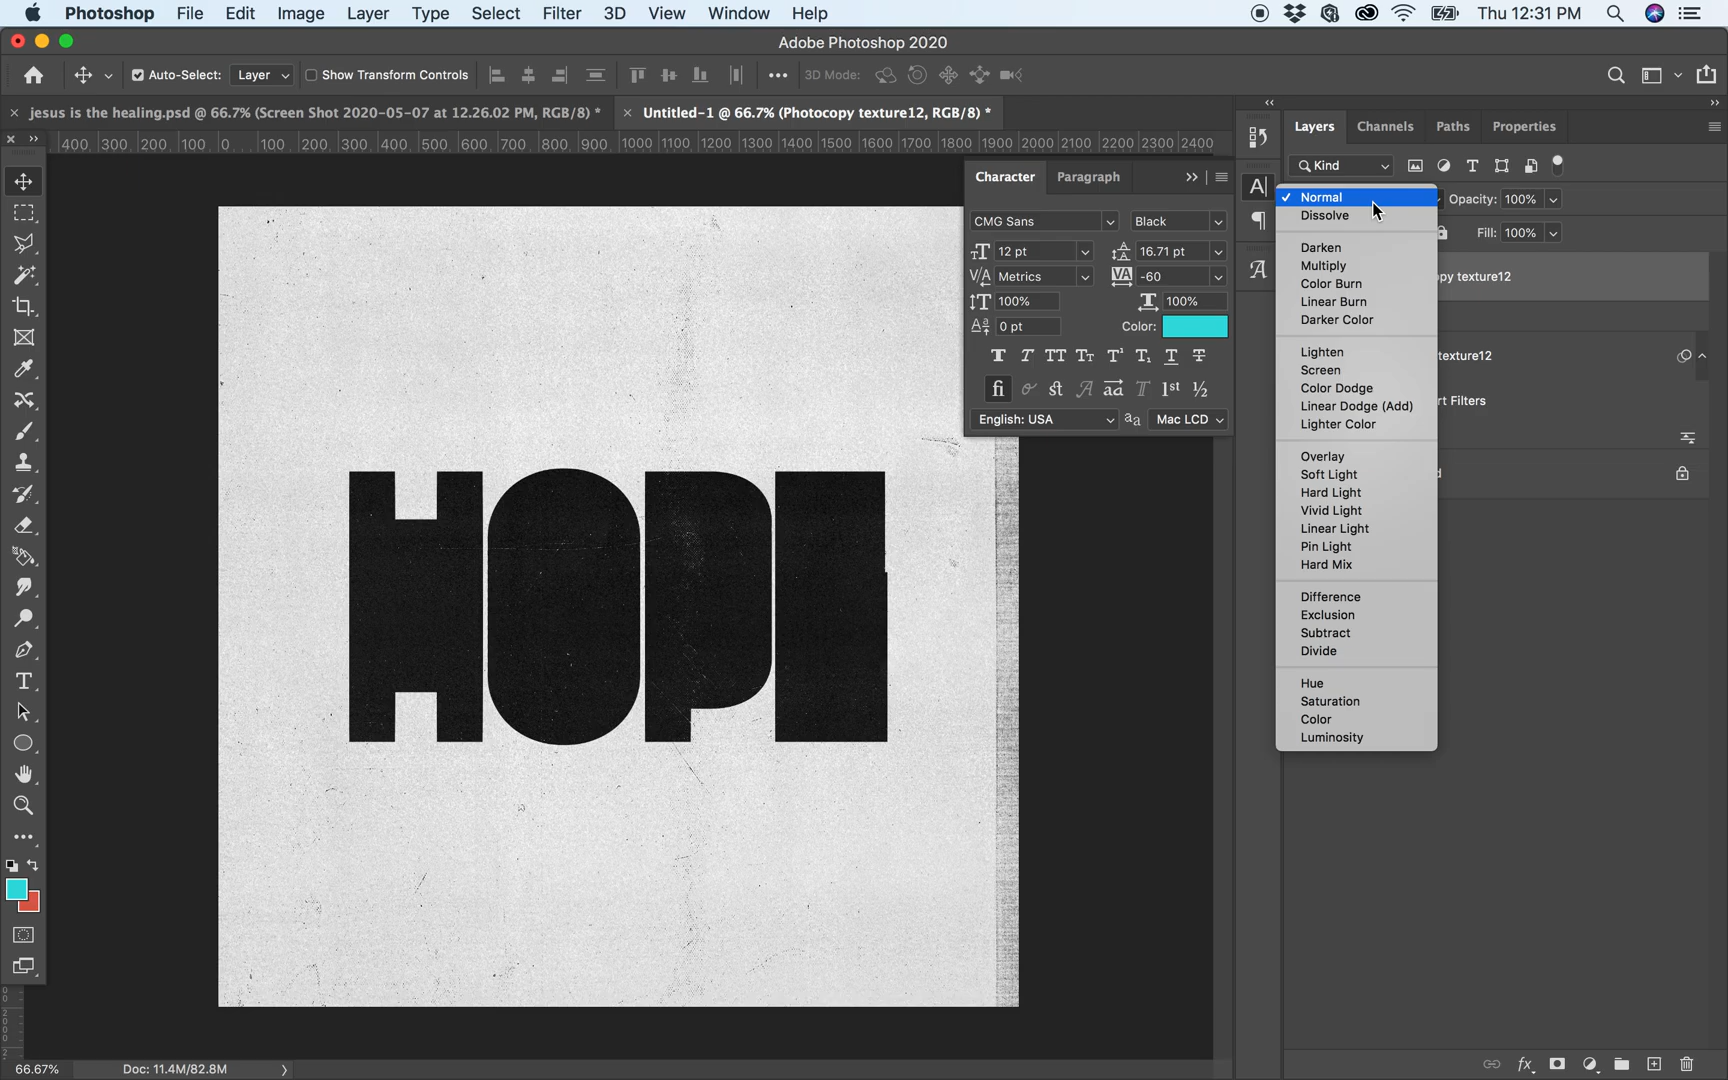 Photoshop File Edit Image Layer Type Select Filter 3D View Window Help Thu 12:31 PM
Adobe Photoshop 2020
Auto-Select: Layer Show Transform Controls 3D Mode:
jesus is the healing.psd @ 66.7% (Screen Shot 2020-05-07 at 12.26.02 PM, RGB/8) * Untitled-1 @ 66.7% (Photocopy texture12, RGB/8) *
400 300 200 100 0 100 200 300 400 500 600 700 800 900 1000 1100 1200 1300 1400 1500 1600 1700 1800 1900 2000 2100 2200 2300 2400
Character Paragraph
CMG Sans Black
12 pt 16.71 pt
Metrics -60
100% 100%
0 pt Color:
English: USA Mac LCD
Layers Channels Paths Properties
Kind
Opacity: 100%
Fill: 100%
py texture12
texture12
rt Filters
d
Normal
Dissolve
Darken
Multiply
Color Burn
Linear Burn
Darker Color
Lighten
Screen
Color Dodge
Linear Dodge (Add)
Lighter Color
Overlay
Soft Light
Hard Light
Vivid Light
Linear Light
Pin Light
Hard Mix
Difference
Exclusion
Subtract
Divide
Hue
Saturation
Color
Luminosity
HOPE
66.67% Doc: 11.4M/82.8M